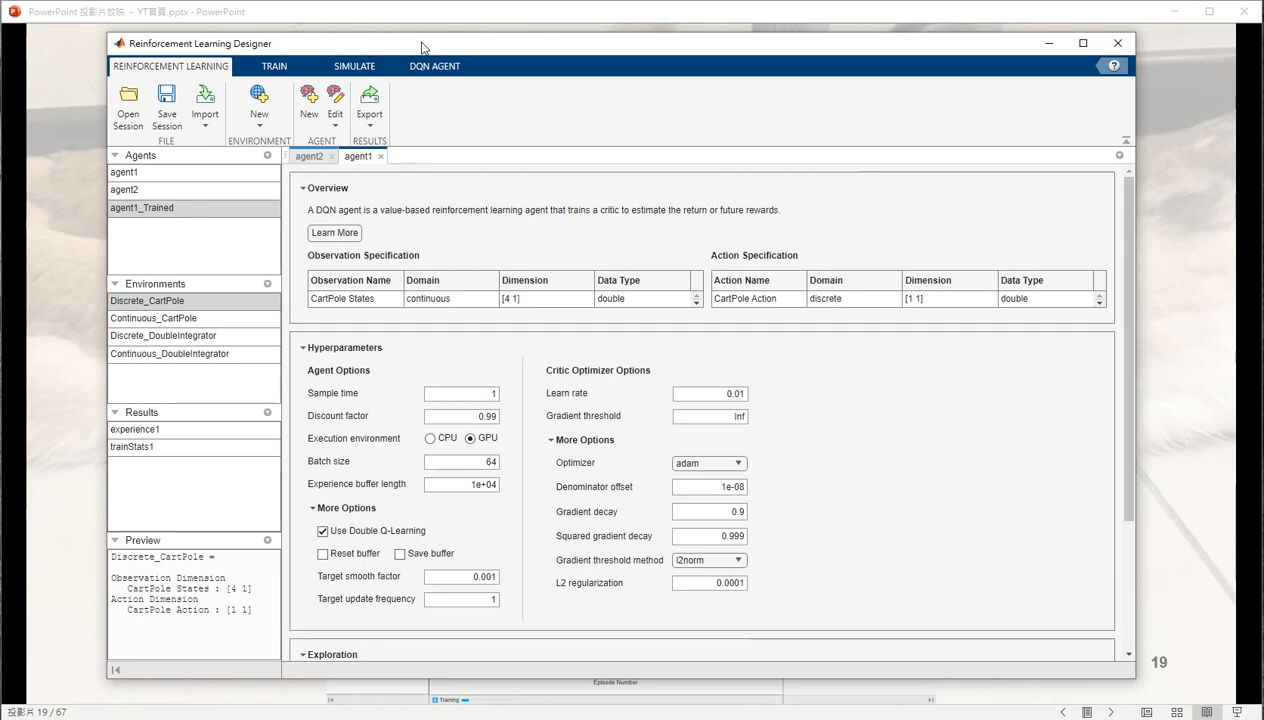 PowerPoint 投影片放映 - YT首頁.pptx - PowerPoint
Reinforcement Learning Designer
REINFORCEMENT LEARNING TRAIN SIMULATE DQN AGENT
Open Session
Save Session
Import
New
New
Edit
Export
FILE ENVIRONMENT AGENT RESULTS
Agents
agent1
agent2
agent1_Trained
Environments
Discrete_CartPole
Continuous_CartPole
Discrete_DoubleIntegrator
Continuous_DoubleIntegrator
Results
experience1
trainStats1
Preview
Discrete_CartPole =
Observation Dimension
CartPole States : [4 1]
Action Dimension
CartPole Action : [1 1]
agent2 agent1
Overview
A DQN agent is a value-based reinforcement learning agent that trains a critic to estimate the return or future rewards.
Learn More
Observation Specification
Observation Name Domain Dimension Data Type
CartPole States continuous [4 1] double
Action Specification
Action Name Domain Dimension Data Type
CartPole Action discrete [1 1] double
Hyperparameters
Agent Options
Sample time 1
Discount factor 0.99
Execution environment CPU GPU
Batch size 64
Experience buffer length 1e+04
More Options
Use Double Q-Learning
Reset buffer Save buffer
Target smooth factor 0.001
Target update frequency 1
Critic Optimizer Options
Learn rate 0.01
Gradient threshold Inf
More Options
Optimizer adam
Denominator offset 1e-08
Gradient decay 0.9
Squared gradient decay 0.999
Gradient threshold method l2norm
L2 regularization 0.0001
Exploration
19
Episode Number
Training
投影片 19 / 67